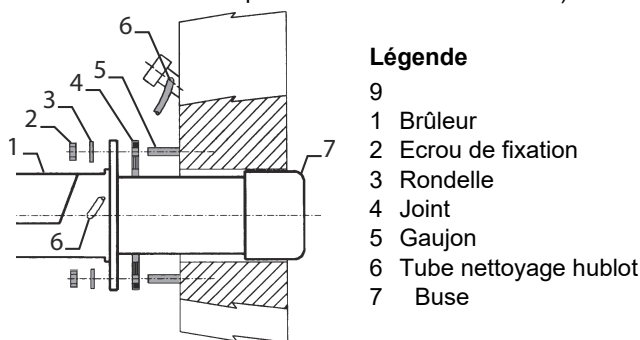 6
5
4
3
2
1
6
7
Légende
9
1 Brûleur
2 Ecrou de fixation
3 Rondelle
4 Joint
5 Gaujon
6 Tube nettoyage hublot
7 Buse